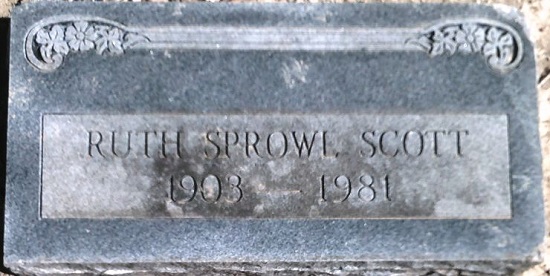 RUTH SPROWL SCOTT
1903 — 1981